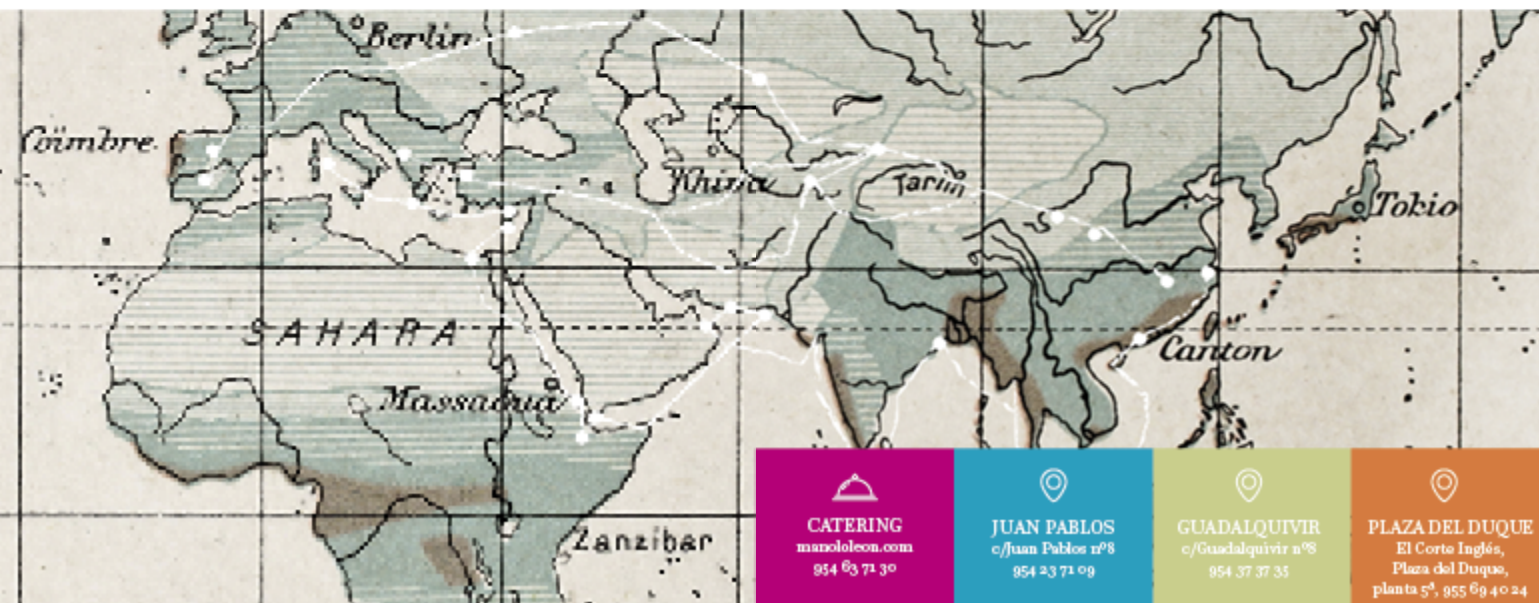 Berlin
Coïmbre
Khiva
Tarim
Tokio
SAHARA
Canton
Massaouà
Zanzibar
CATERING
manololeon.com
954 63 71 30
JUAN PABLOS
c/Juan Pablos nº8
954 23 71 09
GUADALQUIVIR
c/Guadalquivir nº8
954 37 37 35
PLAZA DEL DUQUE
El Corte Inglés,
Plaza del Duque,
planta 5ª, 955 69 40 24